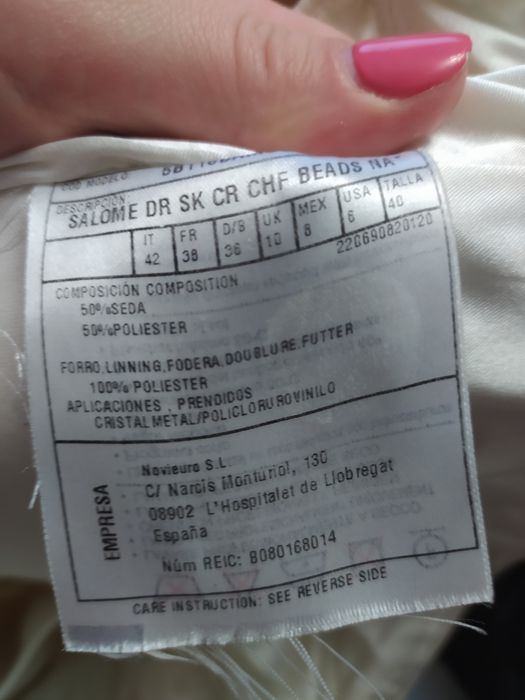 COD MODELO
DESCRIPCION
SALOME DR SK CR CHF BEADS NA
IT FR D/B UK MEX USA TALLA
42 38 36 10 8 6 40
220690820120
COMPOSICIÓN COMPOSITION
50%SEDA
50%POLIESTER
FORRO.LINNING.FODERA.DOUBLURE.FUTTER
100%POLIESTER
APLICACIONES , PRENDIDOS
CRISTAL METAL/POLICLORUROVINILO
EMPRESA
Novieuro S.L.
C/ Narcis Monturiol, 130
08902 L'Hospitalet de Llobregat
España
Núm REIC: B080168014
CARE INSTRUCTION: SEE REVERSE SIDE